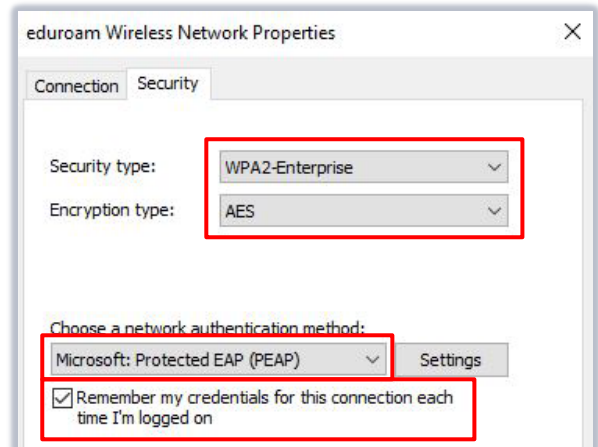 eduroam Wireless Network Properties
Connection Security
Security type: WPA2-Enterprise
Encryption type: AES
Choose a network authentication method:
Microsoft: Protected EAP (PEAP) Settings
Remember my credentials for this connection each
time I'm logged on